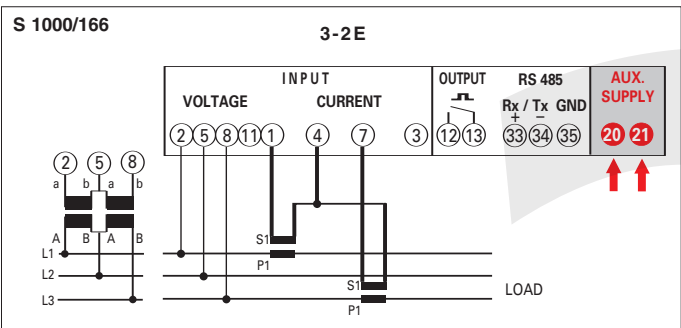 S 1000/166
3-2E
INPUT
OUTPUT
RS 485
AUX.
SUPPLY
VOLTAGE
CURRENT
Rx / Tx GND
+ −
2 5 8 11 1 4 7 3 12 13 33 34 35 20 21
2 5 8
a b a b
A B A B
S1
L1
P1
L2
S1
LOAD
L3
P1